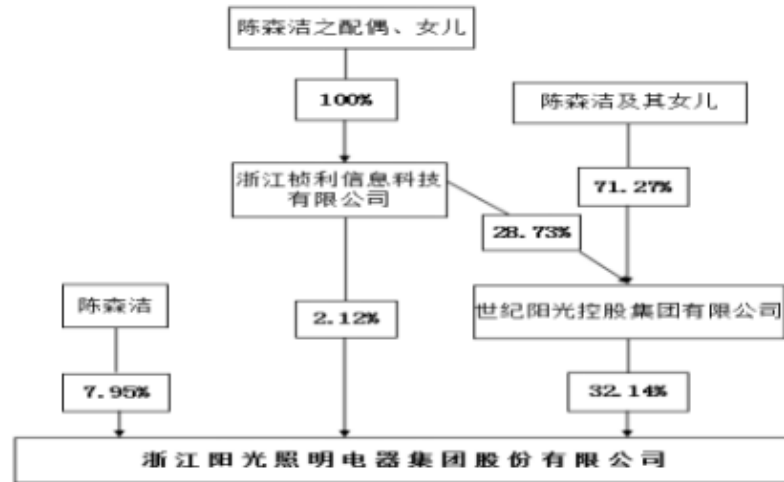 陈森洁之配偶、女儿
100%
陈森洁及其女儿
浙江桢利信息科技
有限公司
71.27%
28.73%
陈森洁
2.12%
世纪阳光控股集团有限公司
7.95%
32.14%
浙江阳光照明电器集团股份有限公司